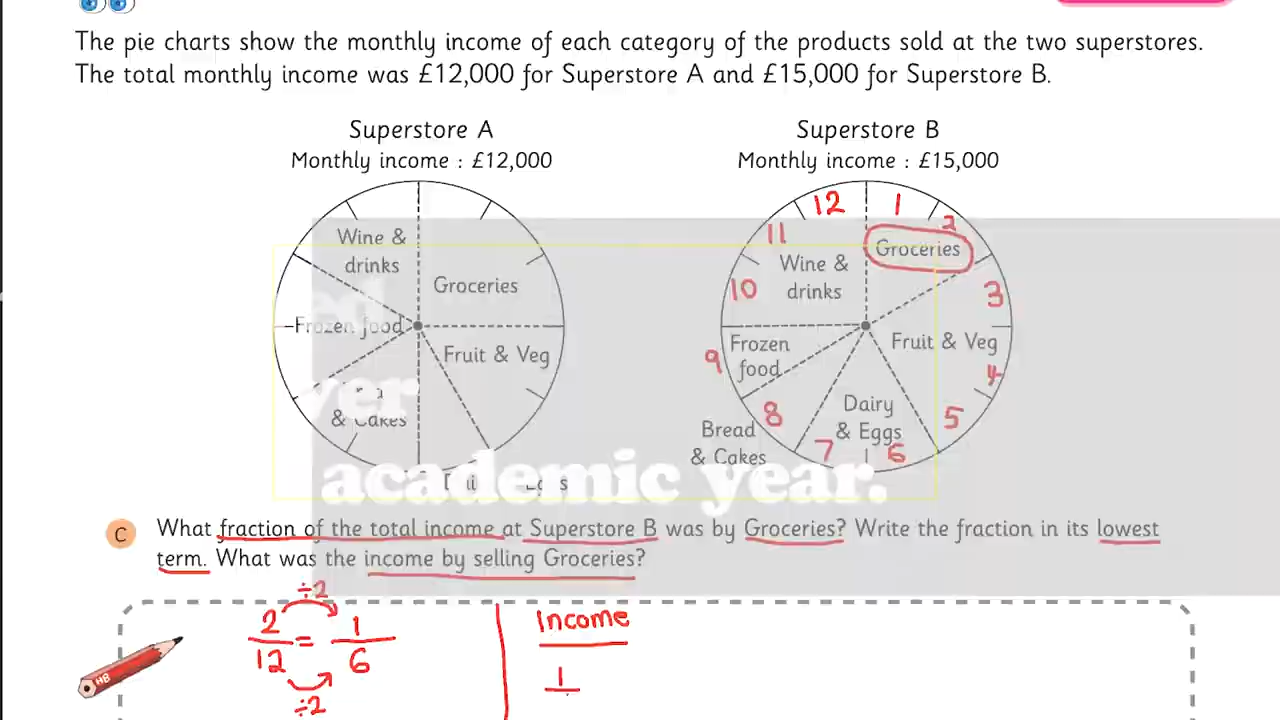 The pie charts show the monthly income of each category of the products sold at the two superstores.
The total monthly income was £12,000 for Superstore A and £15,000 for Superstore B.
Superstore A
Monthly income : £12,000
Wine &
drinks
Groceries
Frozen food
Fruit & Veg
& Cakes
Superstore B
Monthly income : £15,000
12
1
2
11
Groceries
Wine &
drinks
10
3
Frozen
food
9
Fruit & Veg
4
Dairy
& Eggs
8
5
Bread
& Cakes
7
6
academic year.
C
What fraction of the total income at Superstore B was by Groceries? Write the fraction in its lowest
term. What was the income by selling Groceries?
÷2
2/12 = 1/6
÷2
Income
1
HB